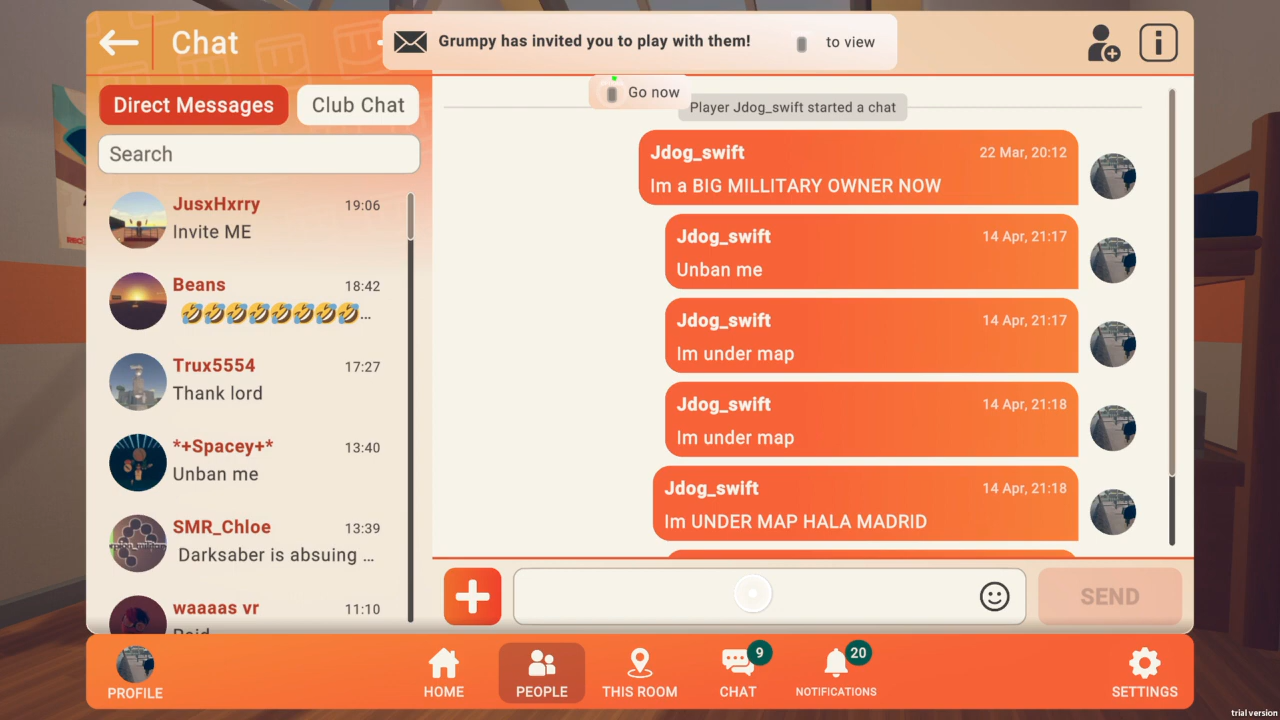 Chat
Grumpy has invited you to play with them!
to view
Go now
Direct Messages
Club Chat
Search
JusxHxrry
19:06
Invite ME
Beans
18:42
🤣🤣🤣🤣🤣🤣🤣🤣...
Trux5554
17:27
Thank lord
*+Spacey+*
13:40
Unban me
SMR_Chloe
13:39
Darksaber is absuing ...
waaaas vr
11:10
Player Jdog_swift started a chat
Jdog_swift
22 Mar, 20:12
Im a BIG MILLITARY OWNER NOW
Jdog_swift
14 Apr, 21:17
Unban me
Jdog_swift
14 Apr, 21:17
Im under map
Jdog_swift
14 Apr, 21:18
Im under map
Jdog_swift
14 Apr, 21:18
Im UNDER MAP HALA MADRID
SEND
PROFILE
HOME
PEOPLE
THIS ROOM
CHAT
9
NOTIFICATIONS
20
SETTINGS
trial version